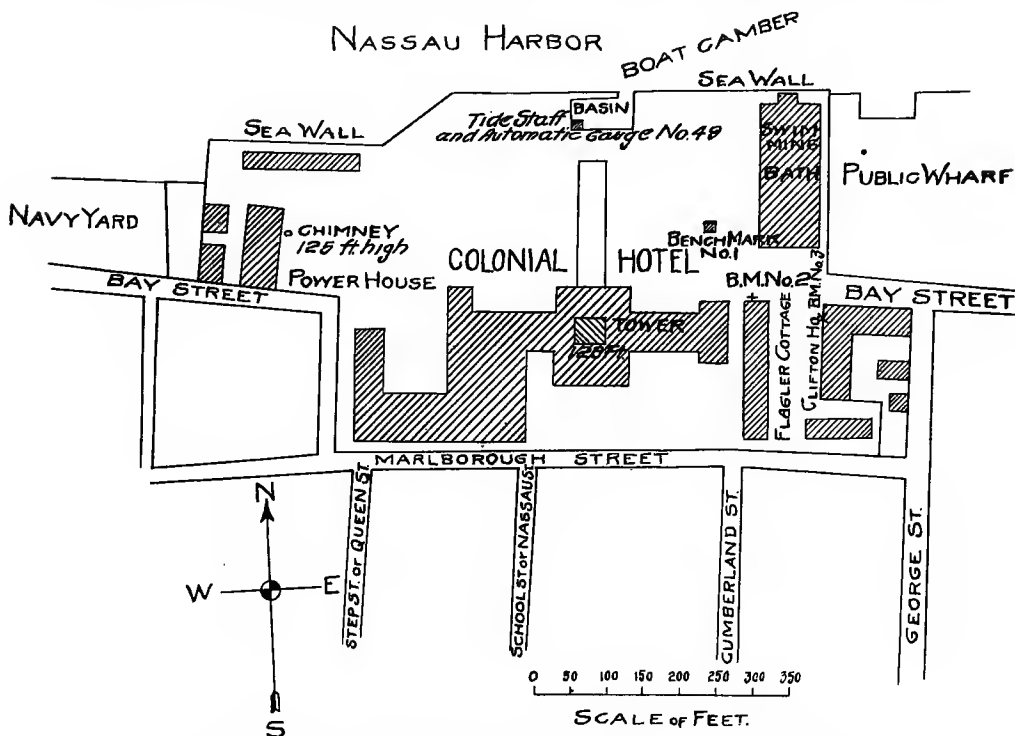 NASSAU HARBOR
BOAT CAMBER
SEA WALL
BASIN
Tide Staff
and Automatic Gauge No. 49
SEA WALL
SWIM
MING
BATH
PUBLIC WHARF
NAVY YARD
CHIMNEY
125 ft. high
BENCH MARK
No. 1
COLONIAL HOTEL
POWER HOUSE
B.M. No. 2
BAY STREET
BAY STREET
TOWER
128 Ft.
FLAGLER COTTAGE
CLIFTON HO. B.M. No. 3
MARLBOROUGH STREET
STEP ST. or QUEEN ST.
SCHOOL ST or NASSAU ST
CUMBERLAND ST.
GEORGE ST.
N
W
E
S
0 50 100 150 200 250 300 350
SCALE of FEET.